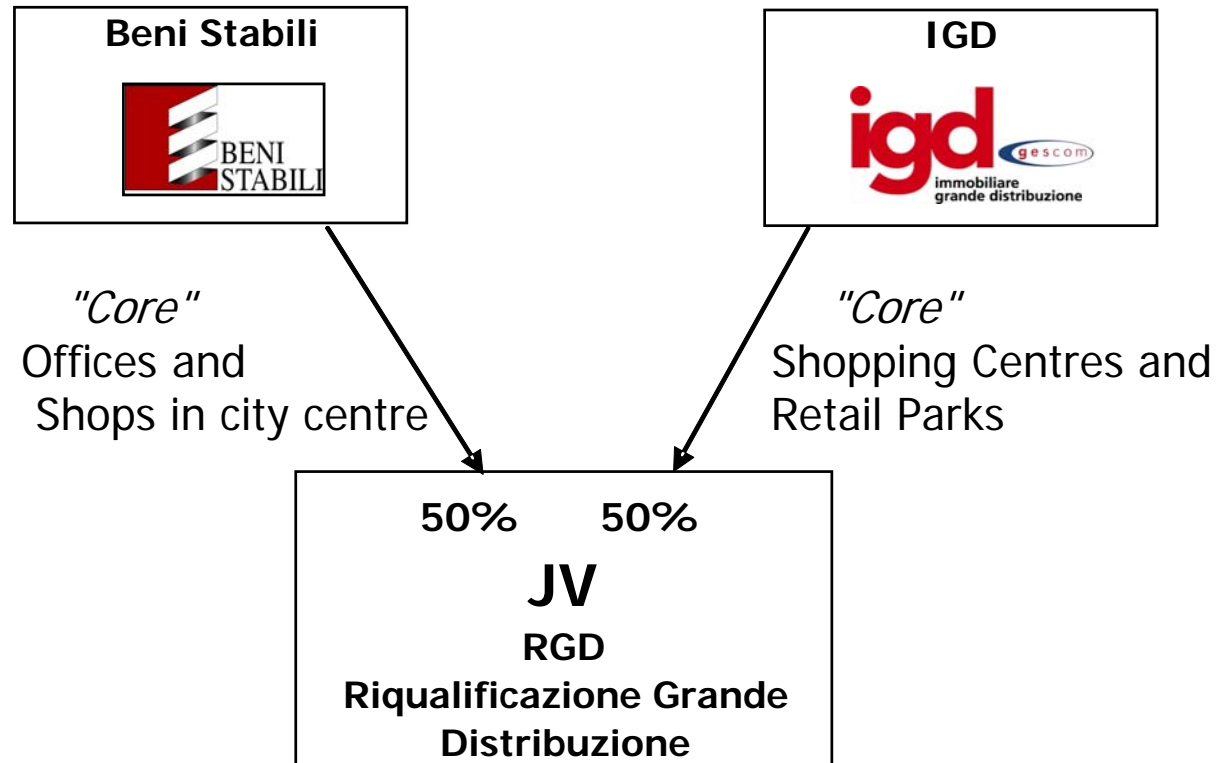 Beni Stabili
BENI
STABILI
IGD
igd
gescom
immobiliare
grande distribuzione
"Core"
Offices and
Shops in city centre
"Core"
Shopping Centres and
Retail Parks
50% 50%
JV
RGD
Riqualificazione Grande
Distribuzione